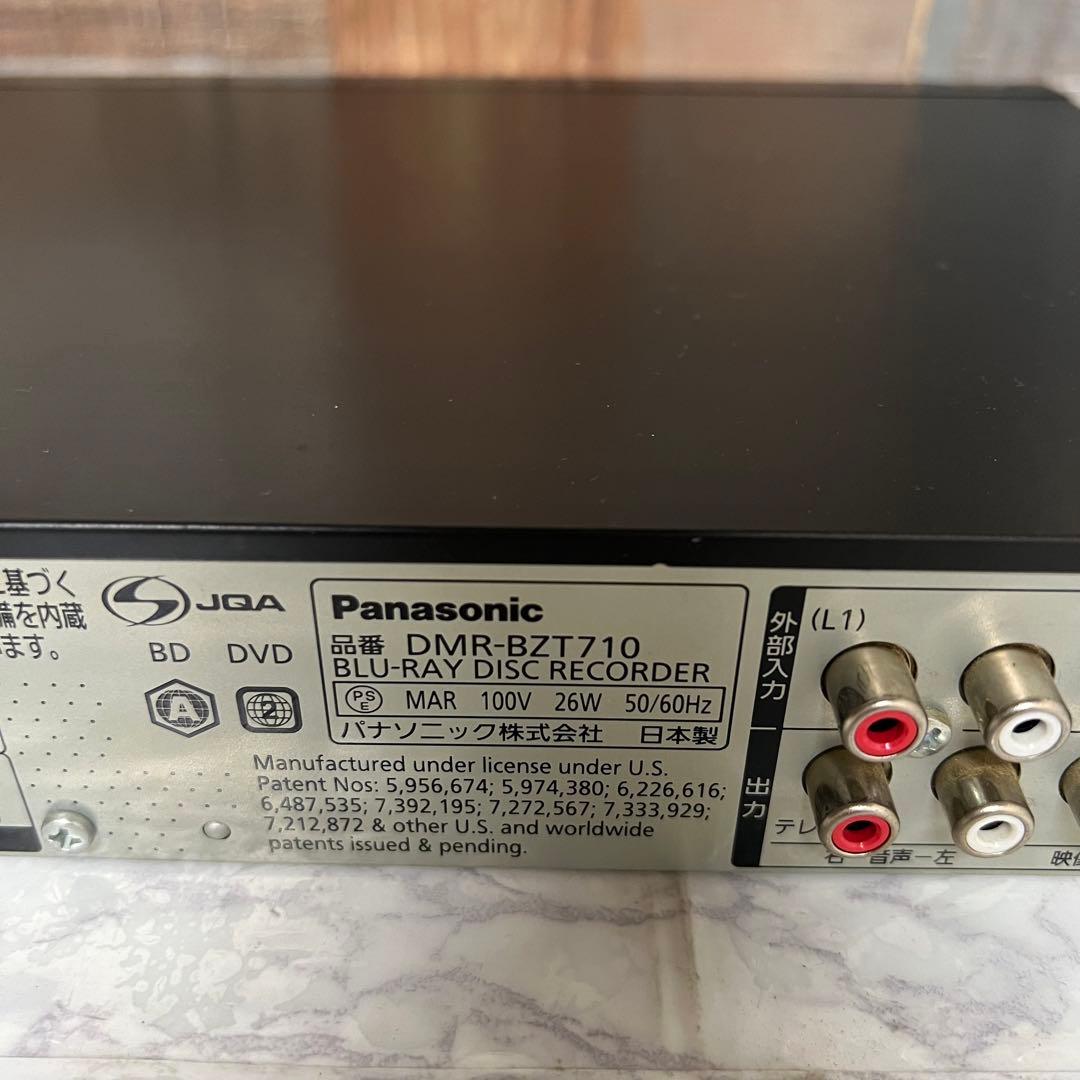 基づく
備を内蔵
ます。
JQA
BD DVD
A 2
Panasonic
品番 DMR-BZT710
BLU-RAY DISC RECORDER
PS E MAR 100V 26W 50/60Hz
パナソニック株式会社 日本製
Manufactured under license under U.S.
Patent Nos: 5,956,674; 5,974,380; 6,226,616;
6,487,535; 7,392,195; 7,272,567; 7,333,929;
7,212,872 & other U.S. and worldwide
patents issued & pending.
外部入力
(L1)
出力
テレ
右-音声-左
映像